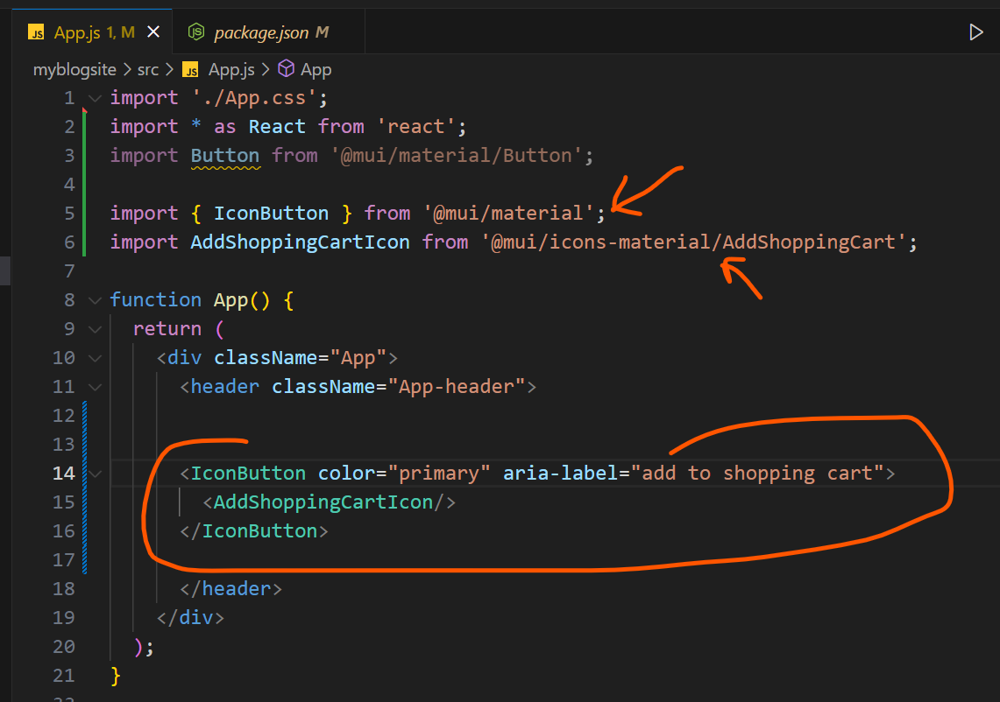 JS App.js 1, M × JS package.json M
myblogsite > src > JS App.js > App
1 import './App.css';
2 import * as React from 'react';
3 import Button from '@mui/material/Button';
4
5 import { IconButton } from '@mui/material';
6 import AddShoppingCartIcon from '@mui/icons-material/AddShoppingCart';
7
8 function App() {
9 return (
10 <div className="App">
11 <header className="App-header">
12
13
14 <IconButton color="primary" aria-label="add to shopping cart">
15 <AddShoppingCartIcon/>
16 </IconButton>
17
18 </header>
19 </div>
20 );
21 }